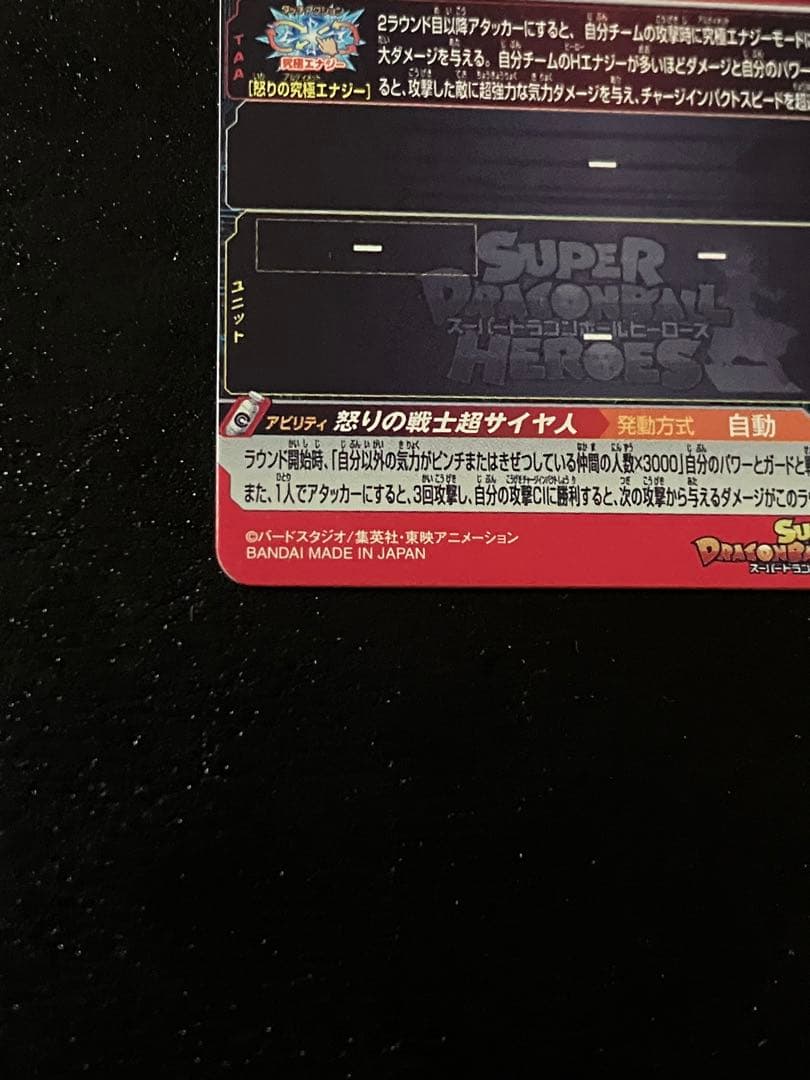 タッチアクション
究極エナジー
TAA
[怒りの究極エナジー]
2ラウンド目以降アタッカーにすると、自分チームの攻撃時に究極エナジーモードに
大ダメージを与える。自分チームのHエナジーが多いほどダメージと自分のパワー
ると、攻撃した敵に超強力な気力ダメージを与え、チャージインパクトスピードを超
ー
ー
ー
ー
ユニット
SUPER
DRAGONBALL
スーパードラゴンボールヒーローズ
HEROES
アビリティ 怒りの戦士超サイヤ人 発動方式 自動
ラウンド開始時、「自分以外の気力がピンチまたはきぜつしている仲間の人数×3000」自分のパワーとガードと
また、1人でアタッカーにすると、3回攻撃し、自分の攻撃CIに勝利すると、次の攻撃から与えるダメージがこのラ
©バードスタジオ/集英社・東映アニメーション
BANDAI MADE IN JAPAN